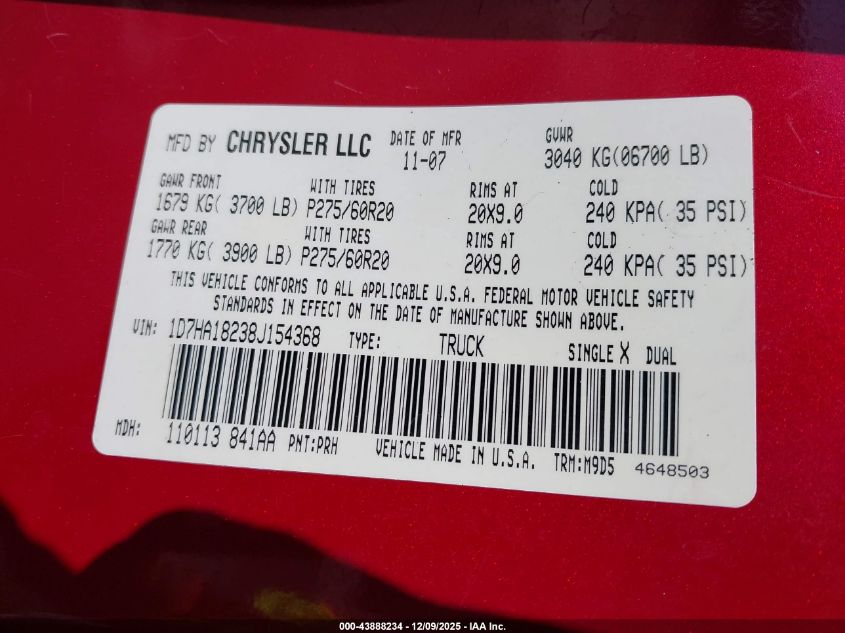 MFD BY CHRYSLER LLC DATE OF MFR GVWR
11-07 3040 KG(06700 LB)
GAWR FRONT WITH TIRES RIMS AT COLD
1679 KG( 3700 LB) P275/60R20 20X9.0 240 KPA( 35 PSI)
GAWR REAR WITH TIRES RIMS AT COLD
1770 KG( 3900 LB) P275/60R20 20X9.0 240 KPA( 35 PSI)
THIS VEHICLE CONFORMS TO ALL APPLICABLE U.S.A. FEDERAL MOTOR VEHICLE SAFETY
STANDARDS IN EFFECT ON THE DATE OF MANUFACTURE SHOWN ABOVE.
VIN: 1D7HA18238J154368 TYPE: TRUCK SINGLE X DUAL
MDH: 110113 841AA PNT:PRH VEHICLE MADE IN U.S.A. TRM:M9D5 4648503
000-43888234 - 12/09/2025 - IAA Inc.